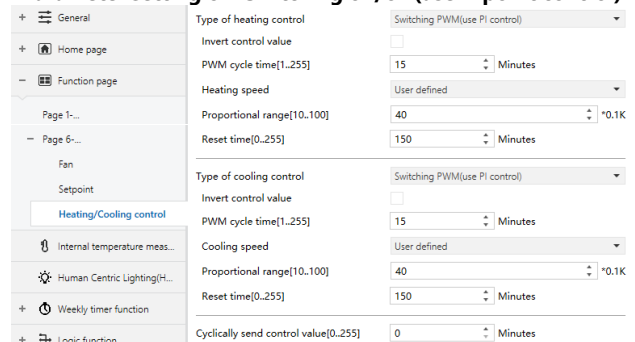 General
Home page
Function page
Page 1-...
Page 6-...
Fan
Setpoint
Heating/Cooling control
Internal temperature meas...
Human Centric Lighting(H...
Weekly timer function
Logic function
Type of heating control Switching PWM(use PI control)
Invert control value
PWM cycle time[1..255] 15 Minutes
Heating speed User defined
Proportional range[10..100] 40 *0.1K
Reset time[0..255] 150 Minutes
Type of cooling control Switching PWM(use PI control)
Invert control value
PWM cycle time[1..255] 15 Minutes
Cooling speed User defined
Proportional range[10..100] 40 *0.1K
Reset time[0..255] 150 Minutes
Cyclically send control value[0..255] 0 Minutes